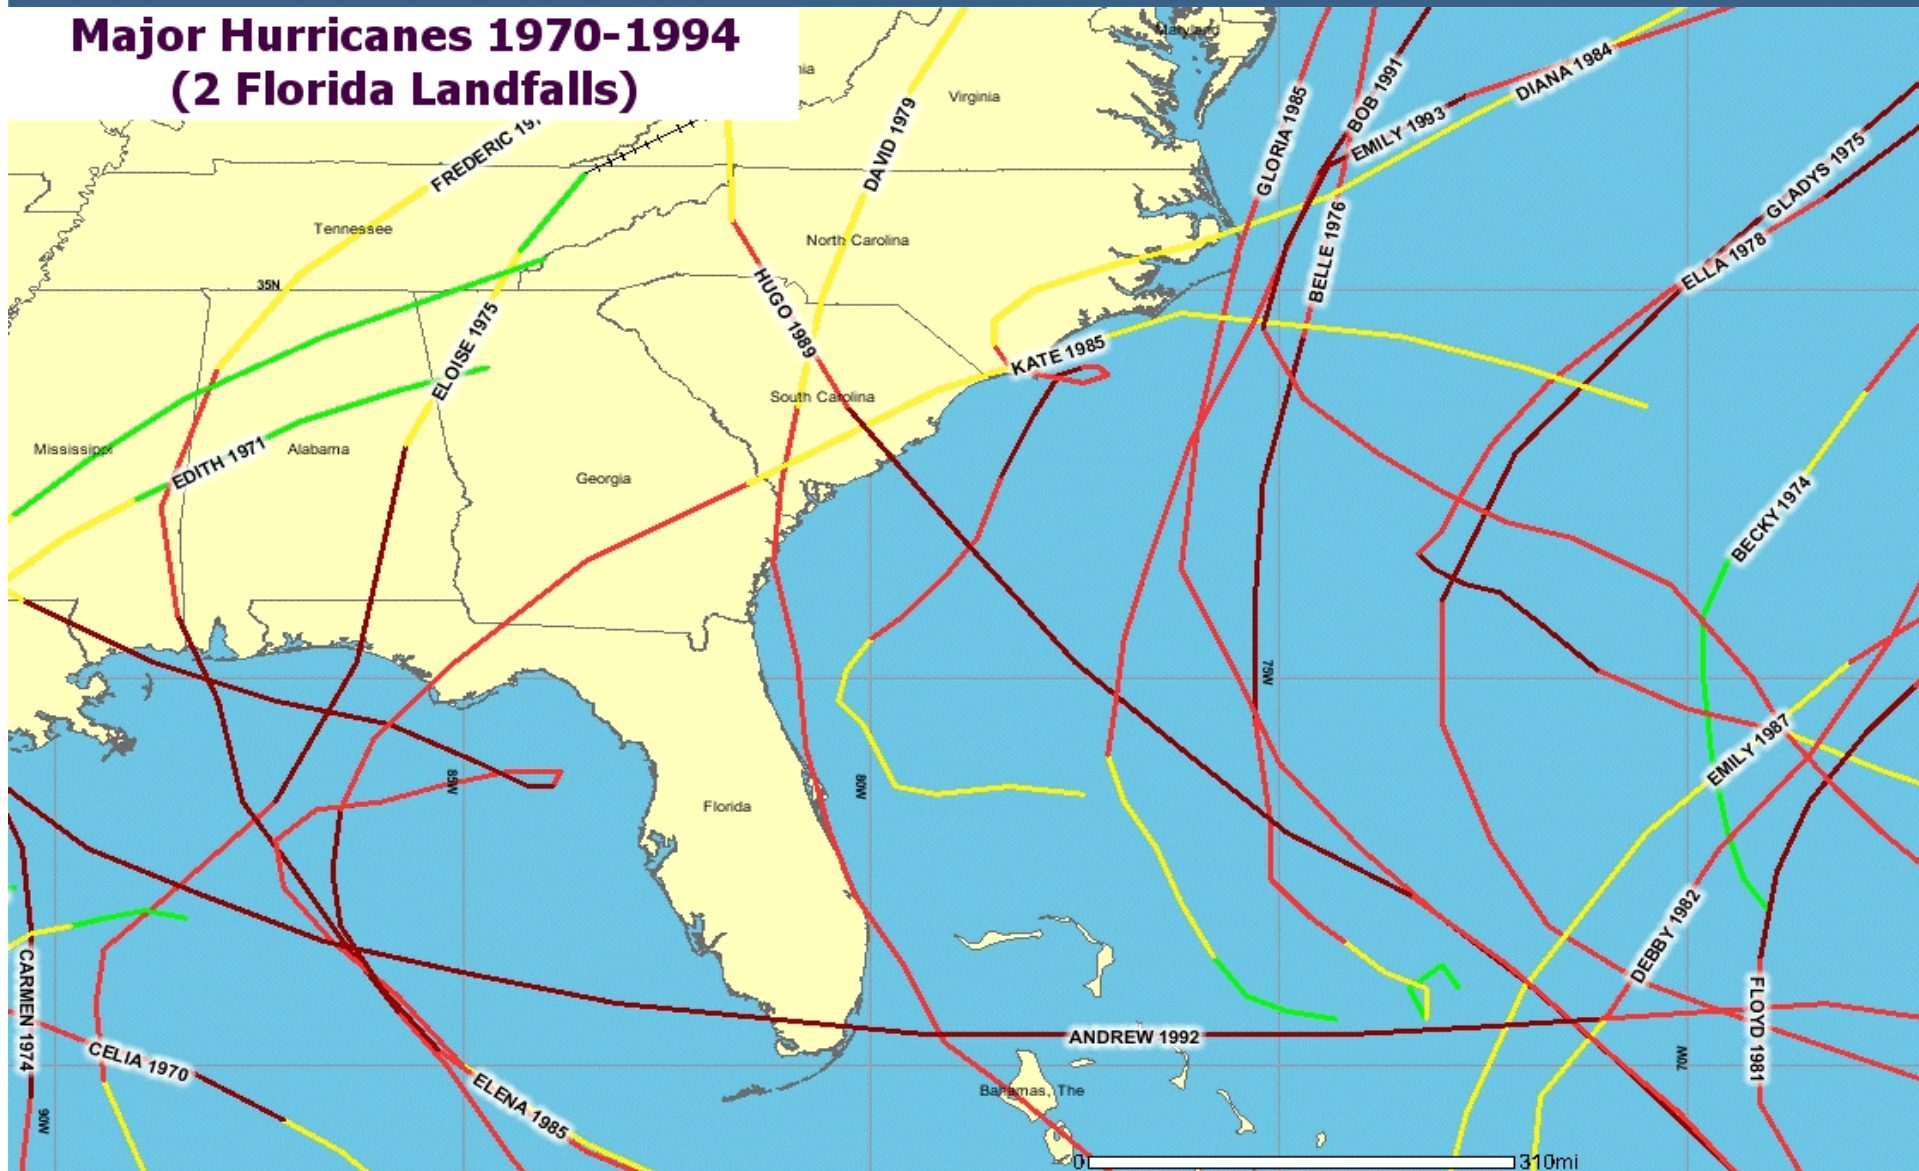 Major Hurricanes 1970-1994
(2 Florida Landfalls)
Maryland
Virginia
FREDERIC
DAVID 1979
GLORIA 1985
BOB 1991
EMILY 1993
DIANA 1984
GLADYS 1975
ELLA 1978
BELLE 1976
Tennessee
North Carolina
35N
HUGO 1989
ELOISE 1975
KATE 1985
South Carolina
Mississippi
EDITH 1971
Alabama
Georgia
BECKY 1974
75W
EMILY 1987
85W
80W
Florida
DEBBY 1982
CARMEN 1974
FLOYD 1981
ANDREW 1992
CELIA 1970
ELENA 1985
Bahamas, The
70W
90W
0 310mi